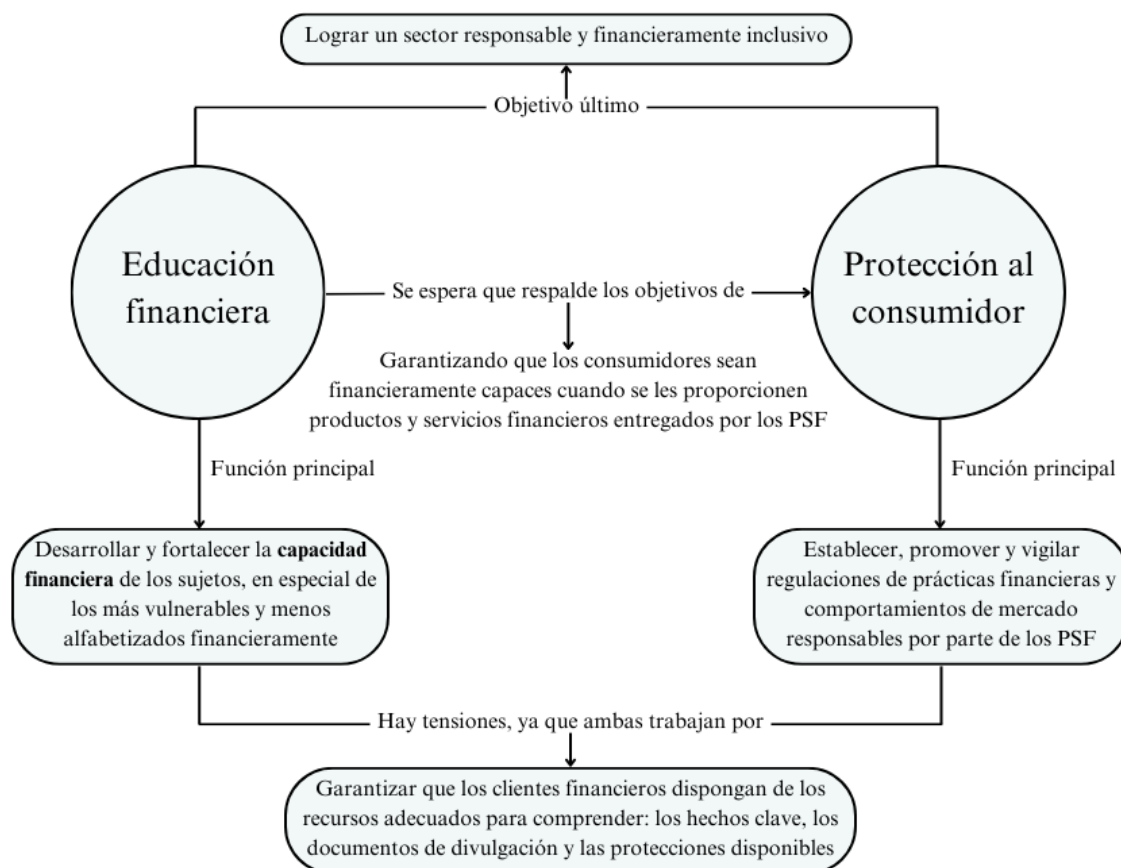 Lograr un sector responsable y financieramente inclusivo
Objetivo último
Educación
financiera
Protección al
consumidor
Se espera que respalde los objetivos de
Garantizando que los consumidores sean
financieramente capaces cuando se les proporcionen
productos y servicios financieros entregados por los PSF
Función principal
Función principal
Desarrollar y fortalecer la capacidad
financiera de los sujetos, en especial de
los más vulnerables y menos
alfabetizados financieramente
Establecer, promover y vigilar
regulaciones de prácticas financieras y
comportamientos de mercado
responsables por parte de los PSF
Hay tensiones, ya que ambas trabajan por
Garantizar que los clientes financieros dispongan de los
recursos adecuados para comprender: los hechos clave, los
documentos de divulgación y las protecciones disponibles